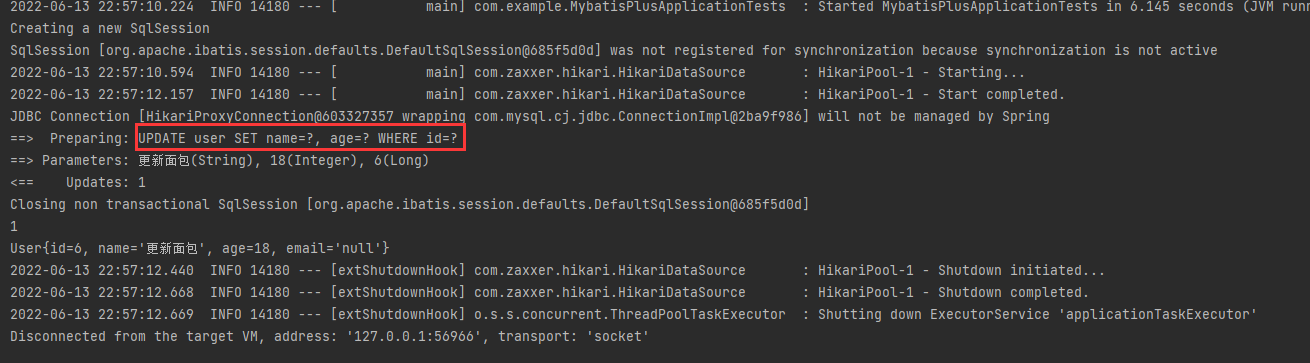 2022-06-13 22:57:10.224  INFO 14180 --- [           main] com.example.MybatisPlusApplicationTests  : Started MybatisPlusApplicationTests in 6.145 seconds (JVM runn
Creating a new SqlSession
SqlSession [org.apache.ibatis.session.defaults.DefaultSqlSession@685f5d0d] was not registered for synchronization because synchronization is not active
2022-06-13 22:57:10.594  INFO 14180 --- [           main] com.zaxxer.hikari.HikariDataSource       : HikariPool-1 - Starting...
2022-06-13 22:57:12.157  INFO 14180 --- [           main] com.zaxxer.hikari.HikariDataSource       : HikariPool-1 - Start completed.
JDBC Connection [HikariProxyConnection@603327357 wrapping com.mysql.cj.jdbc.ConnectionImpl@2ba9f986] will not be managed by Spring
==>  Preparing: UPDATE user SET name=?, age=? WHERE id=?
==> Parameters: 更新面包(String), 18(Integer), 6(Long)
<==    Updates: 1
Closing non transactional SqlSession [org.apache.ibatis.session.defaults.DefaultSqlSession@685f5d0d]
1
User{id=6, name='更新面包', age=18, email='null'}
2022-06-13 22:57:12.440  INFO 14180 --- [extShutdownHook] com.zaxxer.hikari.HikariDataSource       : HikariPool-1 - Shutdown initiated...
2022-06-13 22:57:12.668  INFO 14180 --- [extShutdownHook] com.zaxxer.hikari.HikariDataSource       : HikariPool-1 - Shutdown completed.
2022-06-13 22:57:12.669  INFO 14180 --- [extShutdownHook] o.s.s.concurrent.ThreadPoolTaskExecutor  : Shutting down ExecutorService 'applicationTaskExecutor'
Disconnected from the target VM, address: '127.0.0.1:56966', transport: 'socket'